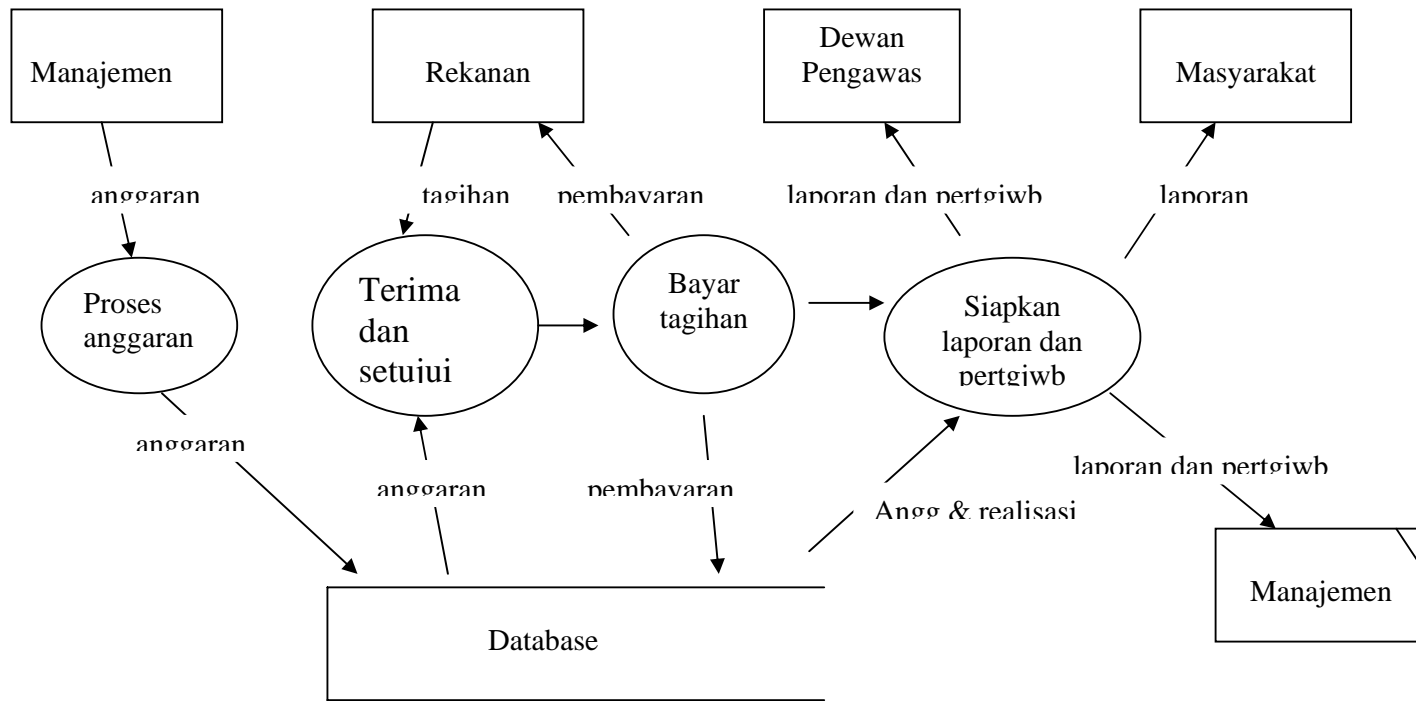 Manajemen
Rekanan
Dewan
Pengawas
Masyarakat
anggaran
tagihan
pembayaran
laporan dan pertgjwb
laporan
Proses
anggaran
Terima
dan
setujui
Bayar
tagihan
Siapkan
laporan dan
pertgjwb
anggaran
anggaran
pembayaran
Angg & realisasi
laporan dan pertgjwb
Database
Manajemen